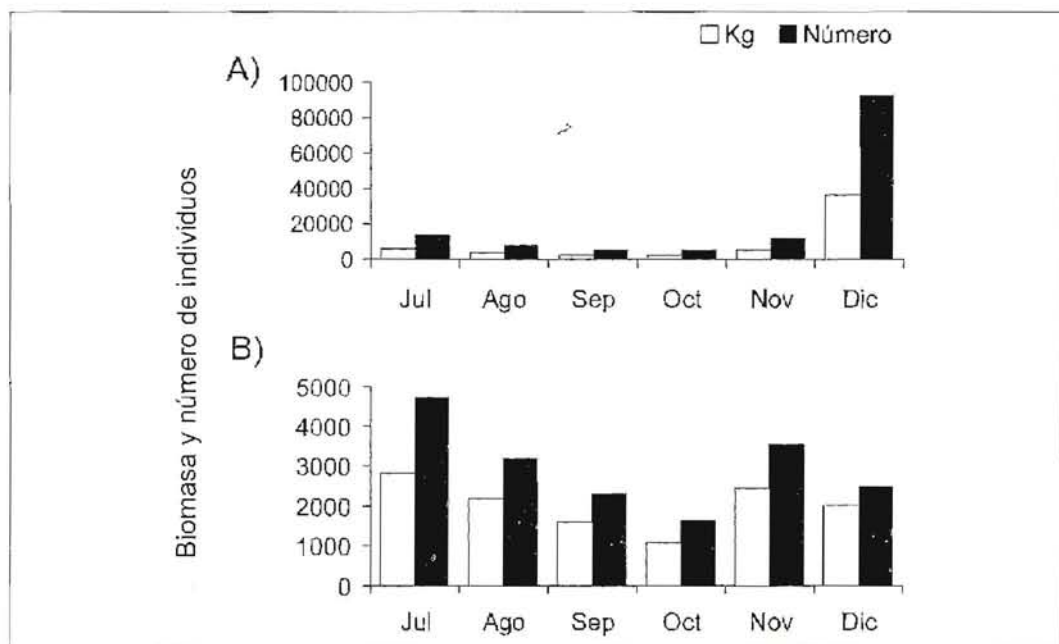 Kg Número
A)
100000
80000
60000
40000
20000
0
Jul Ago Sep Oct Nov Dic
Biomasa y número de individuos
B)
5000
4000
3000
2000
1000
0
Jul Ago Sep Oct Nov Dic